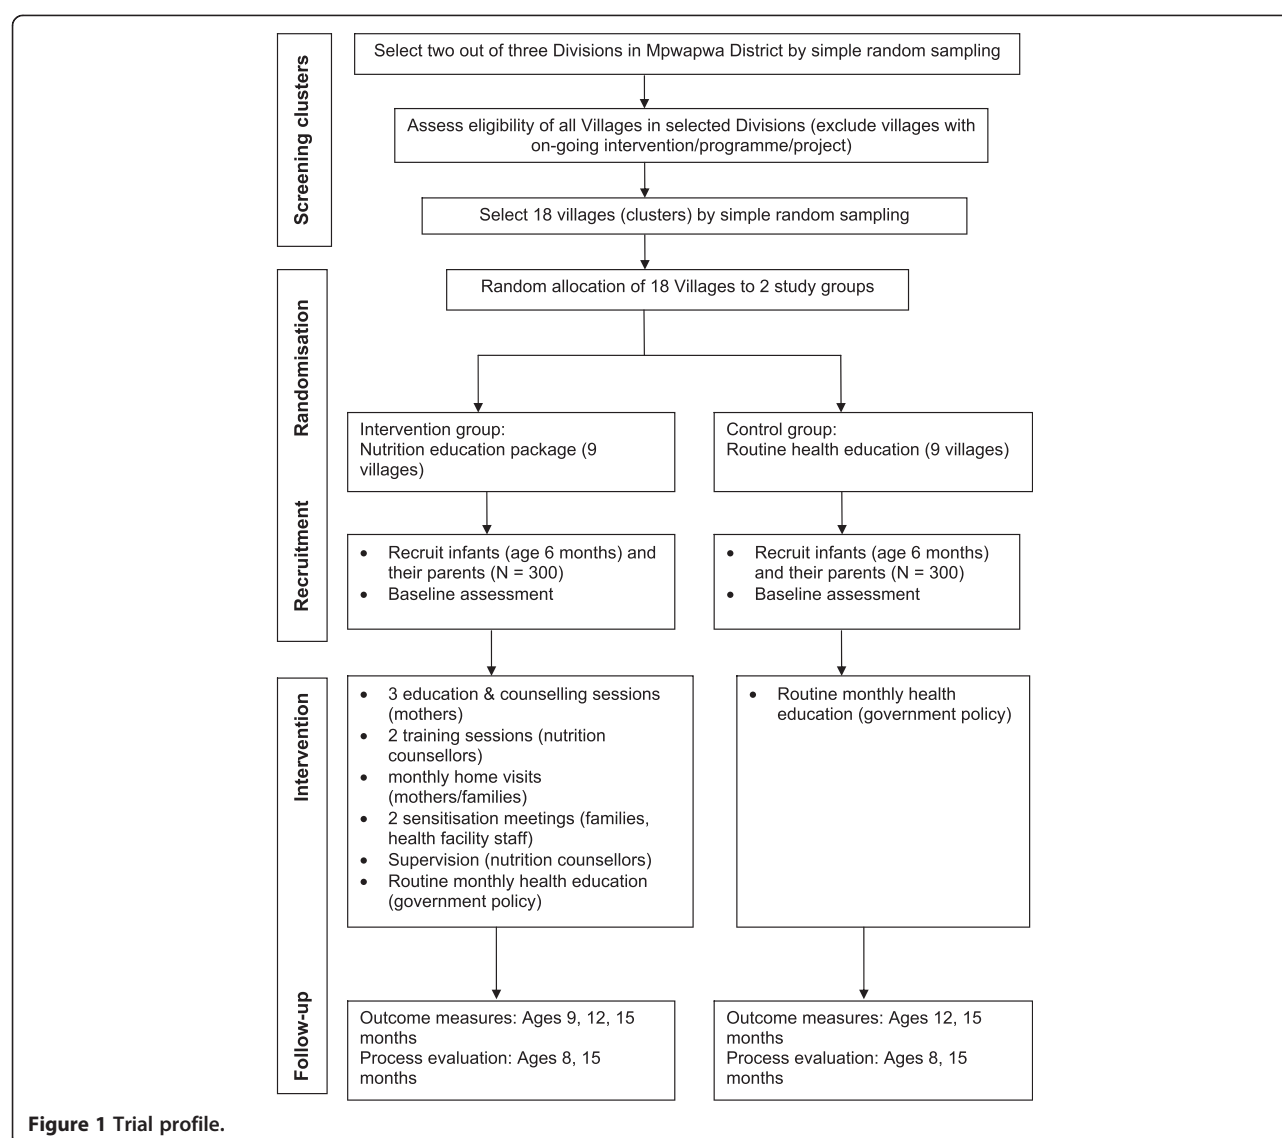 Screening clusters
Select two out of three Divisions in Mpwapwa District by simple random sampling
Assess eligibility of all Villages in selected Divisions (exclude villages with
on-going intervention/programme/project)
Select 18 villages (clusters) by simple random sampling
Randomisation
Random allocation of 18 Villages to 2 study groups
Intervention group:
Nutrition education package (9
villages)
Control group:
Routine health education (9 villages)
Recruitment
• Recruit infants (age 6 months) and
their parents (N = 300)
• Baseline assessment
• Recruit infants (age 6 months)
and their parents (N = 300)
• Baseline assessment
Intervention
• 3 education & counselling sessions
(mothers)
• 2 training sessions (nutrition
counsellors)
• monthly home visits
(mothers/families)
• 2 sensitisation meetings (families,
health facility staff)
• Supervision (nutrition counsellors)
• Routine monthly health education
(government policy)
• Routine monthly health
education (government policy)
Follow-up
Outcome measures: Ages 9, 12, 15
months
Process evaluation: Ages 8, 15
months
Outcome measures: Ages 12, 15
months
Process evaluation: Ages 8, 15
months
Figure 1 Trial profile.